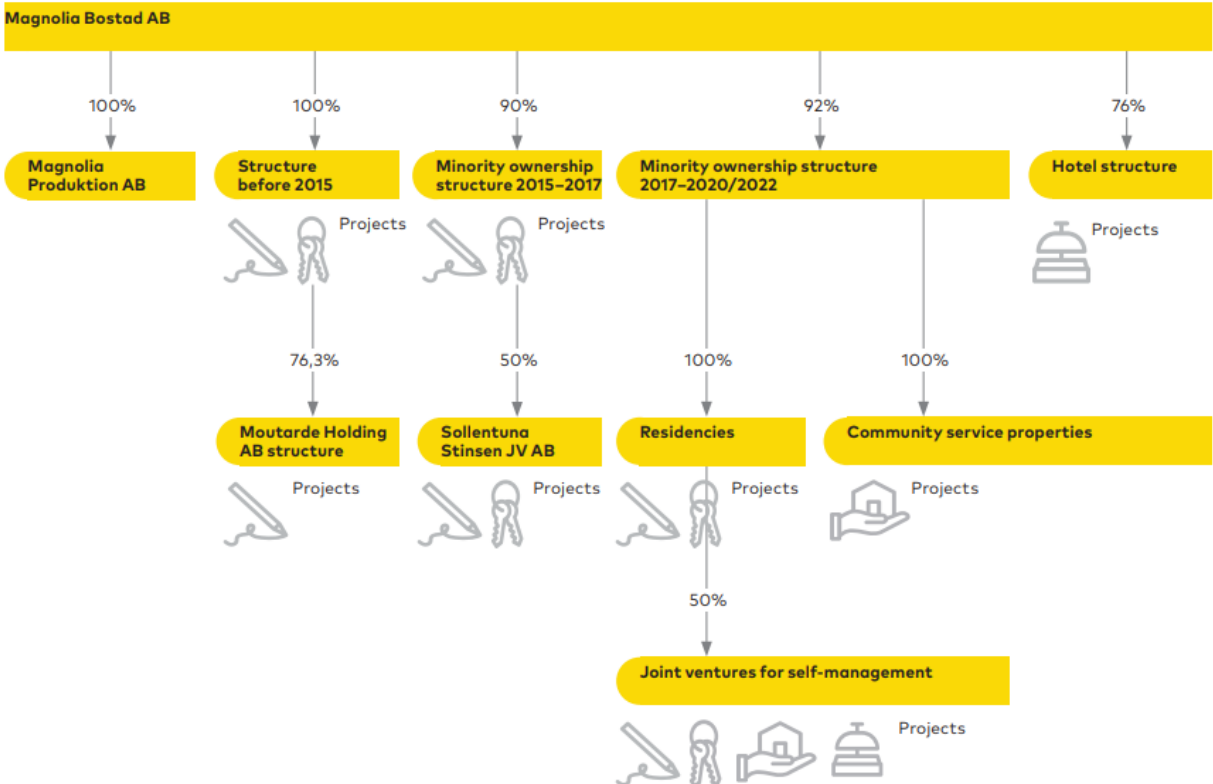 Magnolia Bostad AB
100%
100%
90%
92%
76%
Magnolia
Produktion AB
Structure
before 2015
Minority ownership
structure 2015–2017
Minority ownership structure
2017–2020/2022
Hotel structure
Projects
Projects
Projects
76,3%
50%
100%
100%
Moutarde Holding
AB structure
Sollentuna
Stinsen JV AB
Residencies
Community service properties
Projects
Projects
Projects
Projects
50%
Joint ventures for self-management
Projects